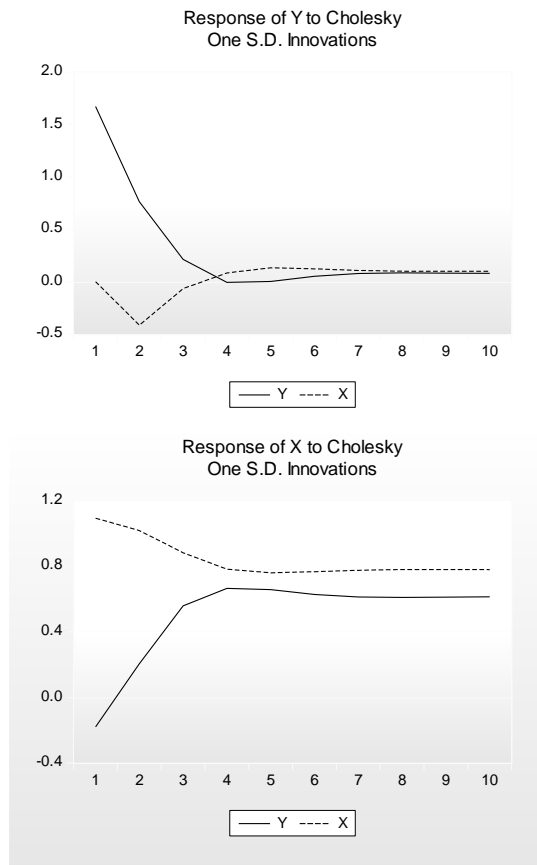 Response of Y to Cholesky
One S.D. Innovations
2.0
1.5
1.0
0.5
0.0
-0.5
1 2 3 4 5 6 7 8 9 10
Y X
Response of X to Cholesky
One S.D. Innovations
1.2
0.8
0.4
0.0
-0.4
1 2 3 4 5 6 7 8 9 10
Y X